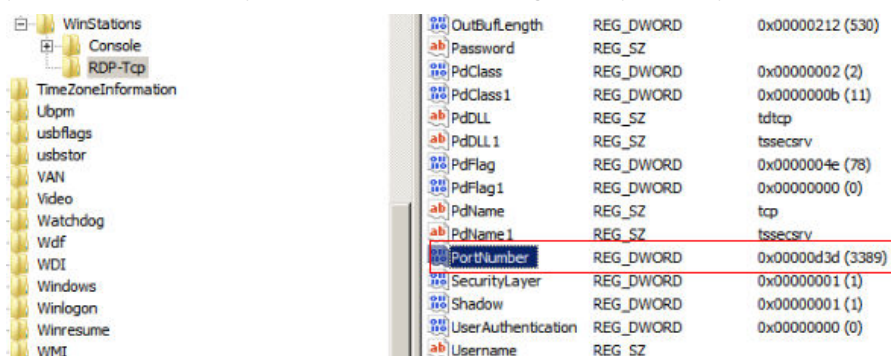 WinStations
Console
RDP-Tcp
TimeZoneInformation
Ubpm
usbflags
usbstor
VAN
Video
Watchdog
Wdf
WDI
Windows
Winlogon
Winresume
WMI
OutBufLength REG_DWORD 0x00000212 (530)
Password REG_SZ
PdClass REG_DWORD 0x00000002 (2)
PdClass1 REG_DWORD 0x0000000b (11)
PdDLL REG_SZ tdtcp
PdDLL1 REG_SZ tssecsrv
PdFlag REG_DWORD 0x0000004e (78)
PdFlag1 REG_DWORD 0x00000000 (0)
PdName REG_SZ tcp
PdName1 REG_SZ tssecsrv
PortNumber REG_DWORD 0x00000d3d (3389)
SecurityLayer REG_DWORD 0x00000001 (1)
Shadow REG_DWORD 0x00000001 (1)
UserAuthentication REG_DWORD 0x00000000 (0)
Username REG_SZ